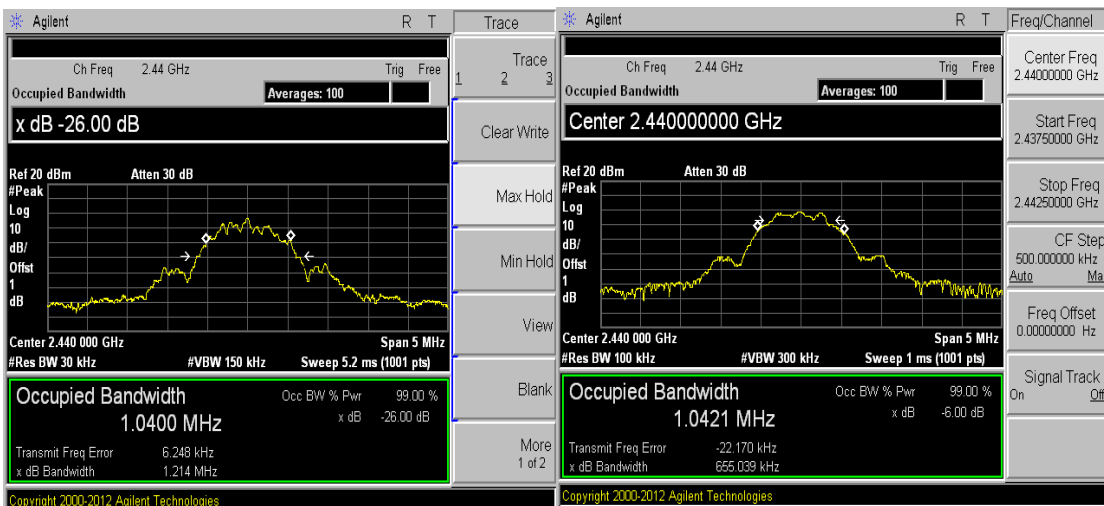 Agilent R T Trace
Ch Freq 2.44 GHz Trig Free
Occupied Bandwidth Averages: 100
x dB -26.00 dB
Ref 20 dBm Atten 30 dB
#Peak
Log
10
dB/
Offst
1
dB
Center 2.440 000 GHz Span 5 MHz
#Res BW 30 kHz #VBW 150 kHz Sweep 5.2 ms (1001 pts)
Occupied Bandwidth Occ BW % Pwr 99.00 %
1.0400 MHz x dB -26.00 dB
Transmit Freq Error 6.248 kHz
x dB Bandwidth 1.214 MHz
Copyright 2000-2012 Agilent Technologies
Trace
1 2 3
Clear Write
Max Hold
Min Hold
View
Blank
More
1 of 2
Agilent R T Freq/Channel
Ch Freq 2.44 GHz Trig Free
Occupied Bandwidth Averages: 100
Center 2.440000000 GHz
Ref 20 dBm Atten 30 dB
#Peak
Log
10
dB/
Offst
1
dB
Center 2.440 000 GHz Span 5 MHz
#Res BW 100 kHz #VBW 300 kHz Sweep 1 ms (1001 pts)
Occupied Bandwidth Occ BW % Pwr 99.00 %
1.0421 MHz x dB -6.00 dB
Transmit Freq Error -22.170 kHz
x dB Bandwidth 655.039 kHz
Copyright 2000-2012 Agilent Technologies
Center Freq
2.44000000 GHz
Start Freq
2.43750000 GHz
Stop Freq
2.44250000 GHz
CF Step
500.000000 kHz
Auto Ma
Freq Offset
0.00000000 Hz
Signal Track
On Off